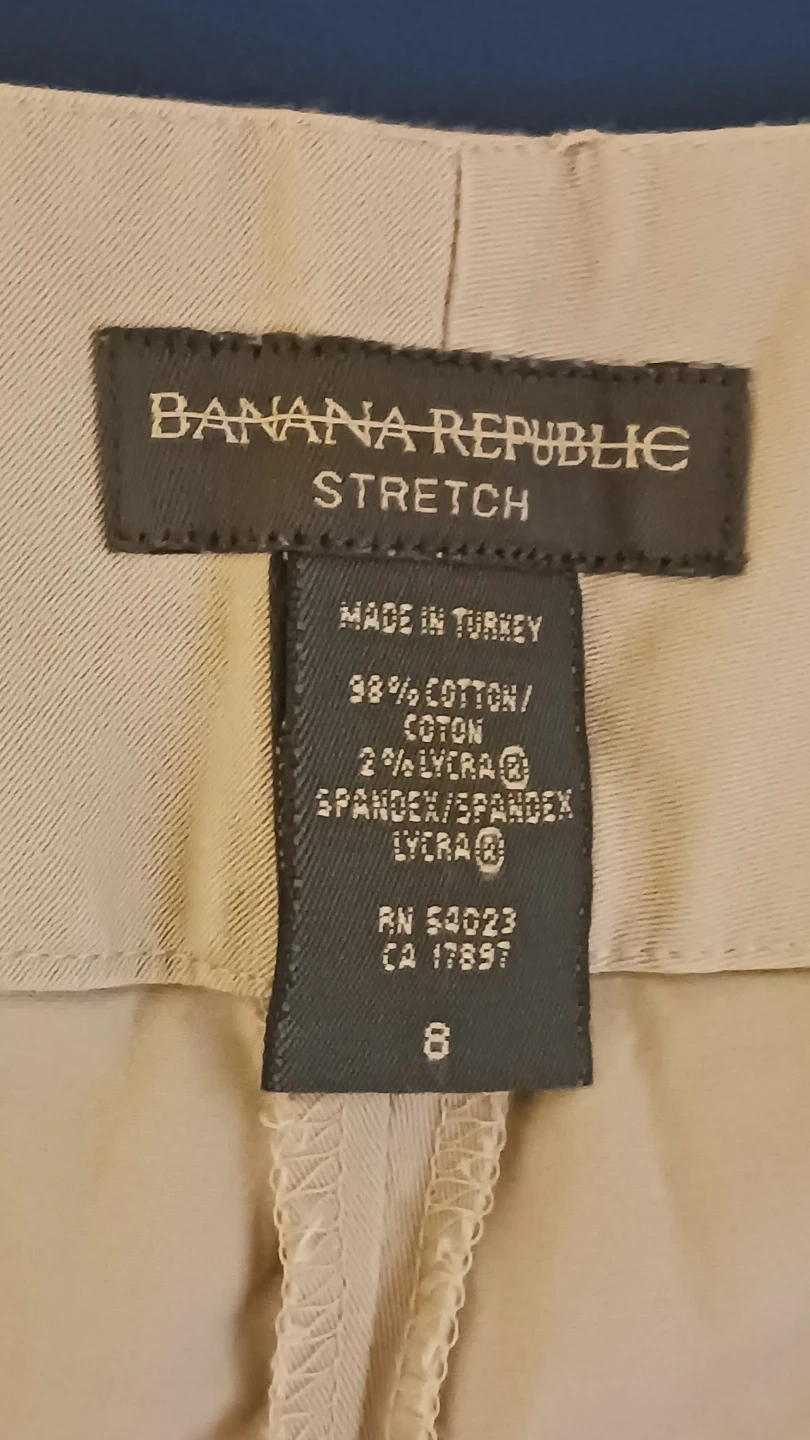 BANANA REPUBLIC
STRETCH
MADE IN TURKEY
98% COTTON/
COTON
2% LYCRA®
SPANDEX/SPANDEX
LYCRA®
RN 54023
CA 17897
8